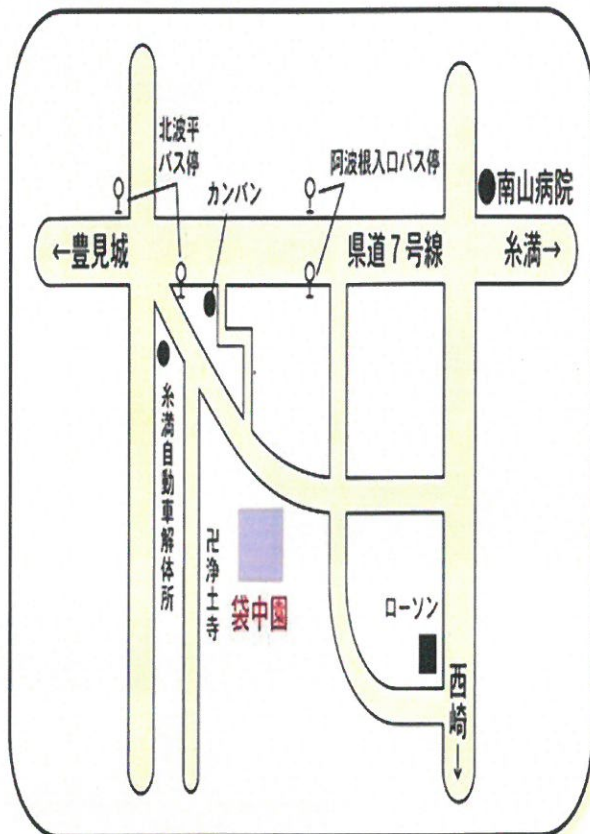 北波平
バス停
カンバン
阿波根入口バス停
●南山病院
←豊見城
県道7号線
糸満→
糸満自動車解体所
卍浄土寺
袋中園
ローソン
西崎↓